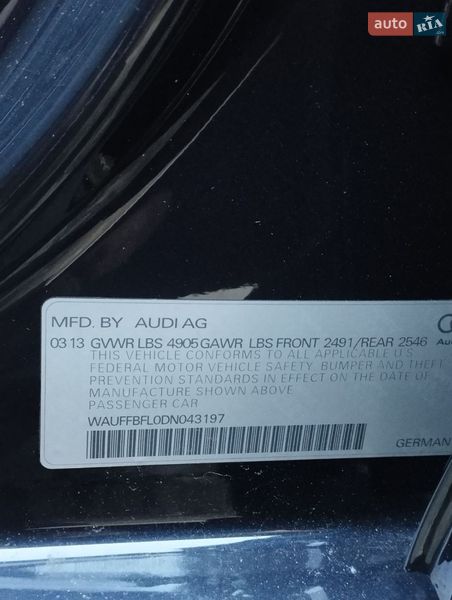 auto RIA.com
MFD. BY AUDI AG
03 13 GVWR LBS 4905 GAWR LBS FRONT 2491/REAR 2546
THIS VEHICLE CONFORMS TO ALL APPLICABLE U.S.
FEDERAL MOTOR VEHICLE SAFETY, BUMPER AND THEFT
PREVENTION STANDARDS IN EFFECT ON THE DATE OF
MANUFACTURE SHOWN ABOVE
PASSENGER CAR
WAUFFBFL0DN043197
GERMAN